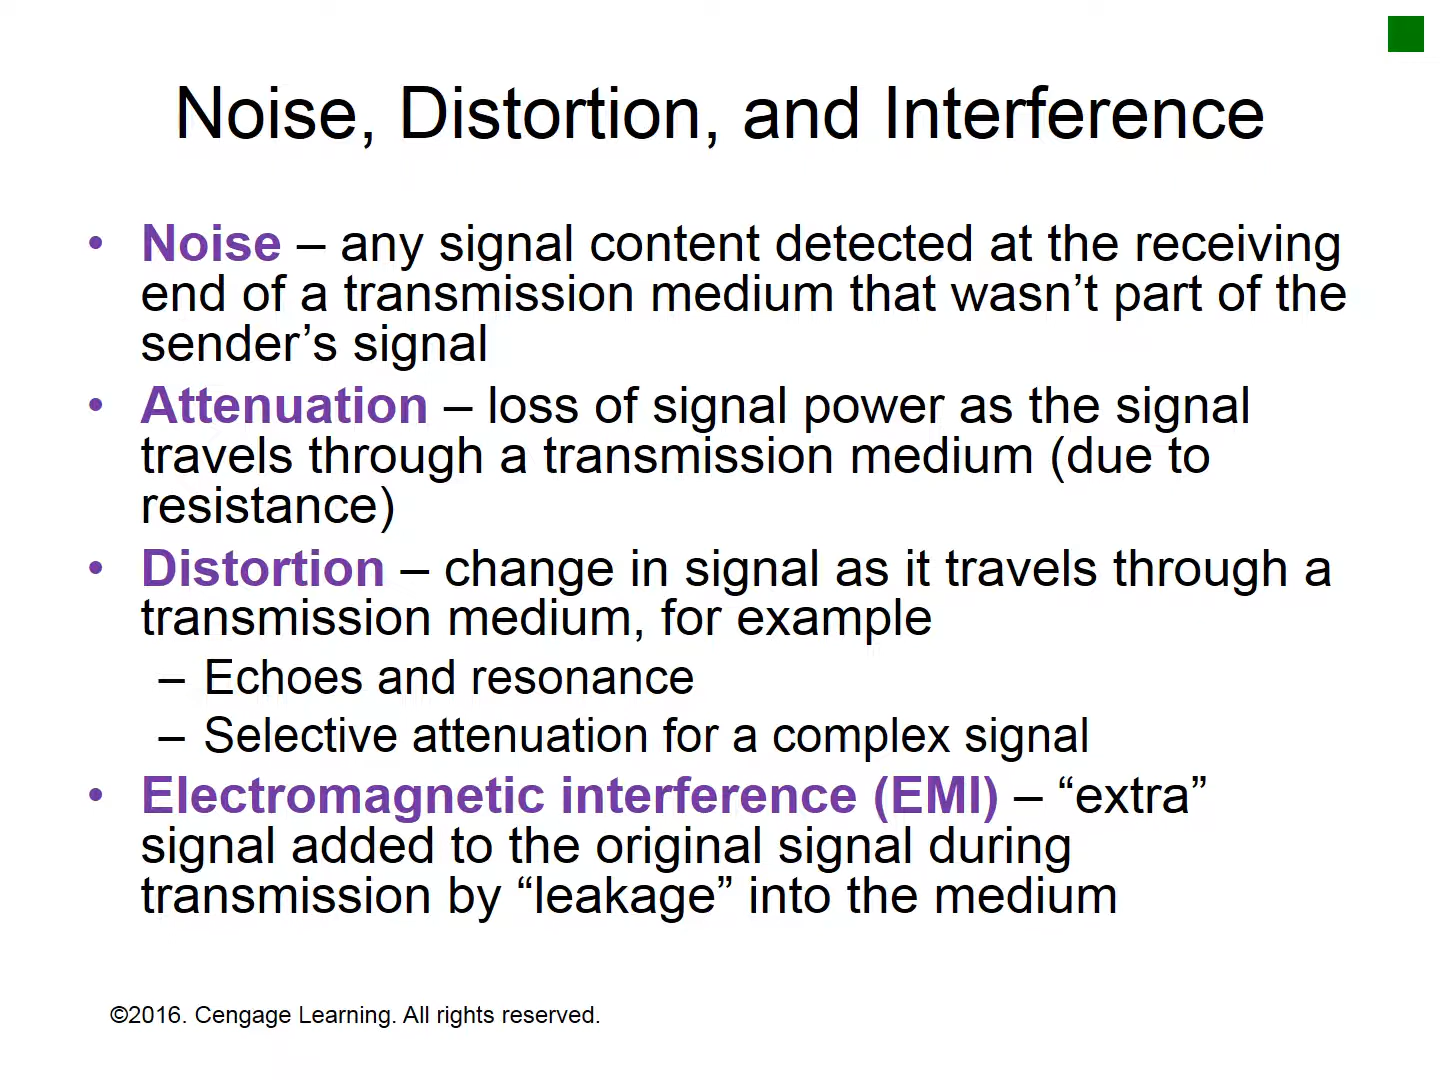 Noise, Distortion, and Interference
• Noise – any signal content detected at the receiving
end of a transmission medium that wasn’t part of the
sender’s signal
• Attenuation – loss of signal power as the signal
travels through a transmission medium (due to
resistance)
• Distortion – change in signal as it travels through a
transmission medium, for example
– Echoes and resonance
– Selective attenuation for a complex signal
• Electromagnetic interference (EMI) – “extra”
signal added to the original signal during
transmission by “leakage” into the medium
©2016. Cengage Learning. All rights reserved.